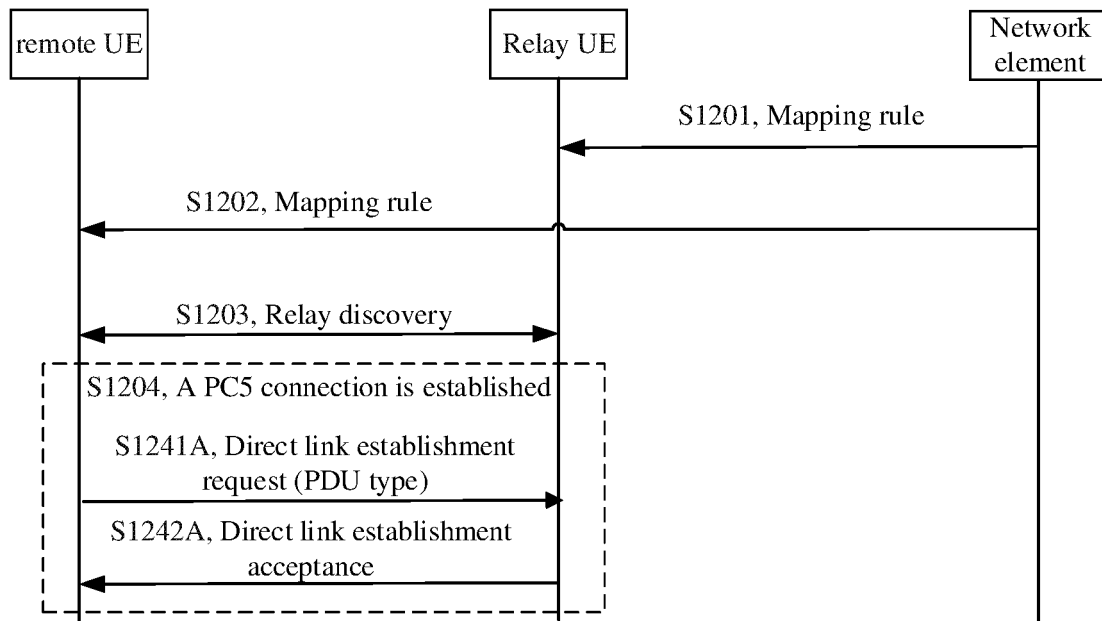 remote UE
Relay UE
Network
element
S1201, Mapping rule
S1202, Mapping rule
S1203, Relay discovery
S1204, A PC5 connection is established
S1241A, Direct link establishment
request (PDU type)
S1242A, Direct link establishment
acceptance